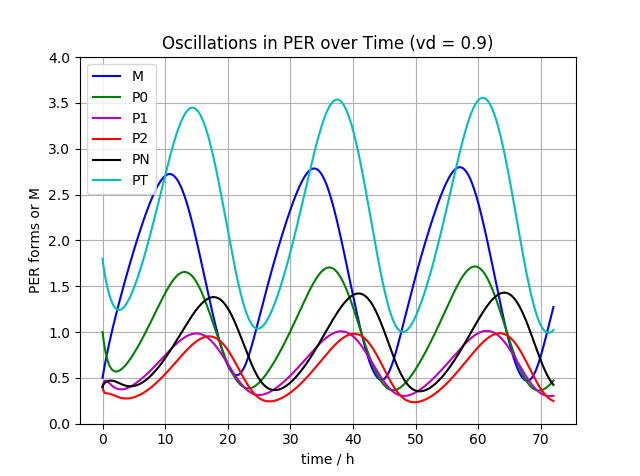 Oscillations in PER over Time (vd = 0.9)
PER forms or M
4.0
3.5
3.0
2.5
2.0
1.5
1.0
0.5
0.0
M
P0
P1
P2
PN
PT
0 10 20 30 40 50 60 70
time / h